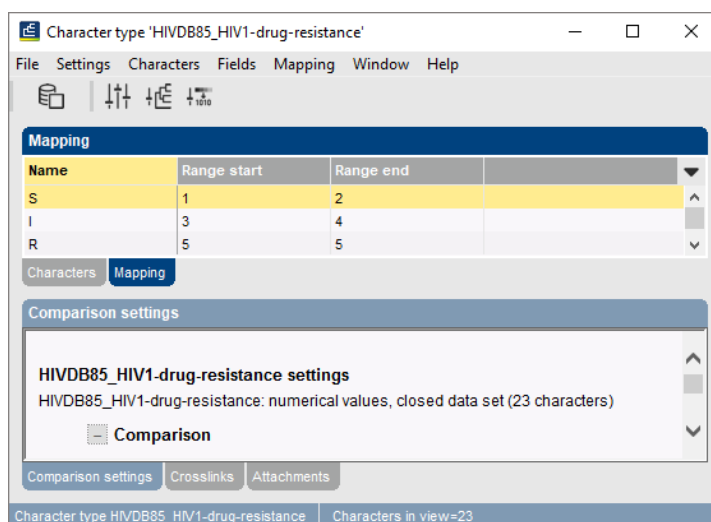 Character type 'HIVDB85_HIV1-drug-resistance'
File Settings Characters Fields Mapping Window Help
Mapping
Name Range start Range end
S 1 2
I 3 4
R 5 5
Characters Mapping
Comparison settings
HIVDB85_HIV1-drug-resistance settings
HIVDB85_HIV1-drug-resistance: numerical values, closed data set (23 characters)
Comparison
Comparison settings Crosslinks Attachments
Character type HIVDB85_HIV1-drug-resistance Characters in view=23